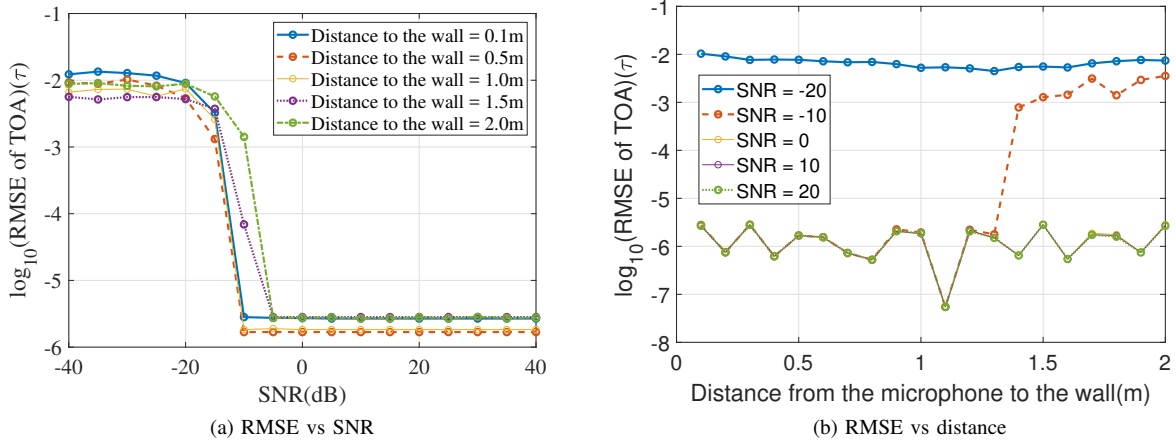 -1
-2
-3
-4
-5
-6
-40
-20
0
20
40
log10(RMSE of TOA)(τ)
SNR(dB)
Distance to the wall = 0.1m
Distance to the wall = 0.5m
Distance to the wall = 1.0m
Distance to the wall = 1.5m
Distance to the wall = 2.0m
(a) RMSE vs SNR
-1
-2
-3
-4
-5
-6
-7
-8
0
0.5
1
1.5
2
log10(RMSE of TOA)(τ)
Distance from the microphone to the wall(m)
SNR = -20
SNR = -10
SNR = 0
SNR = 10
SNR = 20
(b) RMSE vs distance